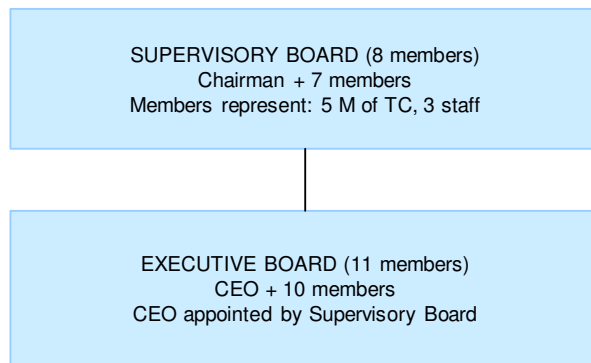 SUPERVISORY BOARD (8 members)
Chairman + 7 members
Members represent: 5 M of TC, 3 staff
EXECUTIVE BOARD (11 members)
CEO + 10 members
CEO appointed by Supervisory Board